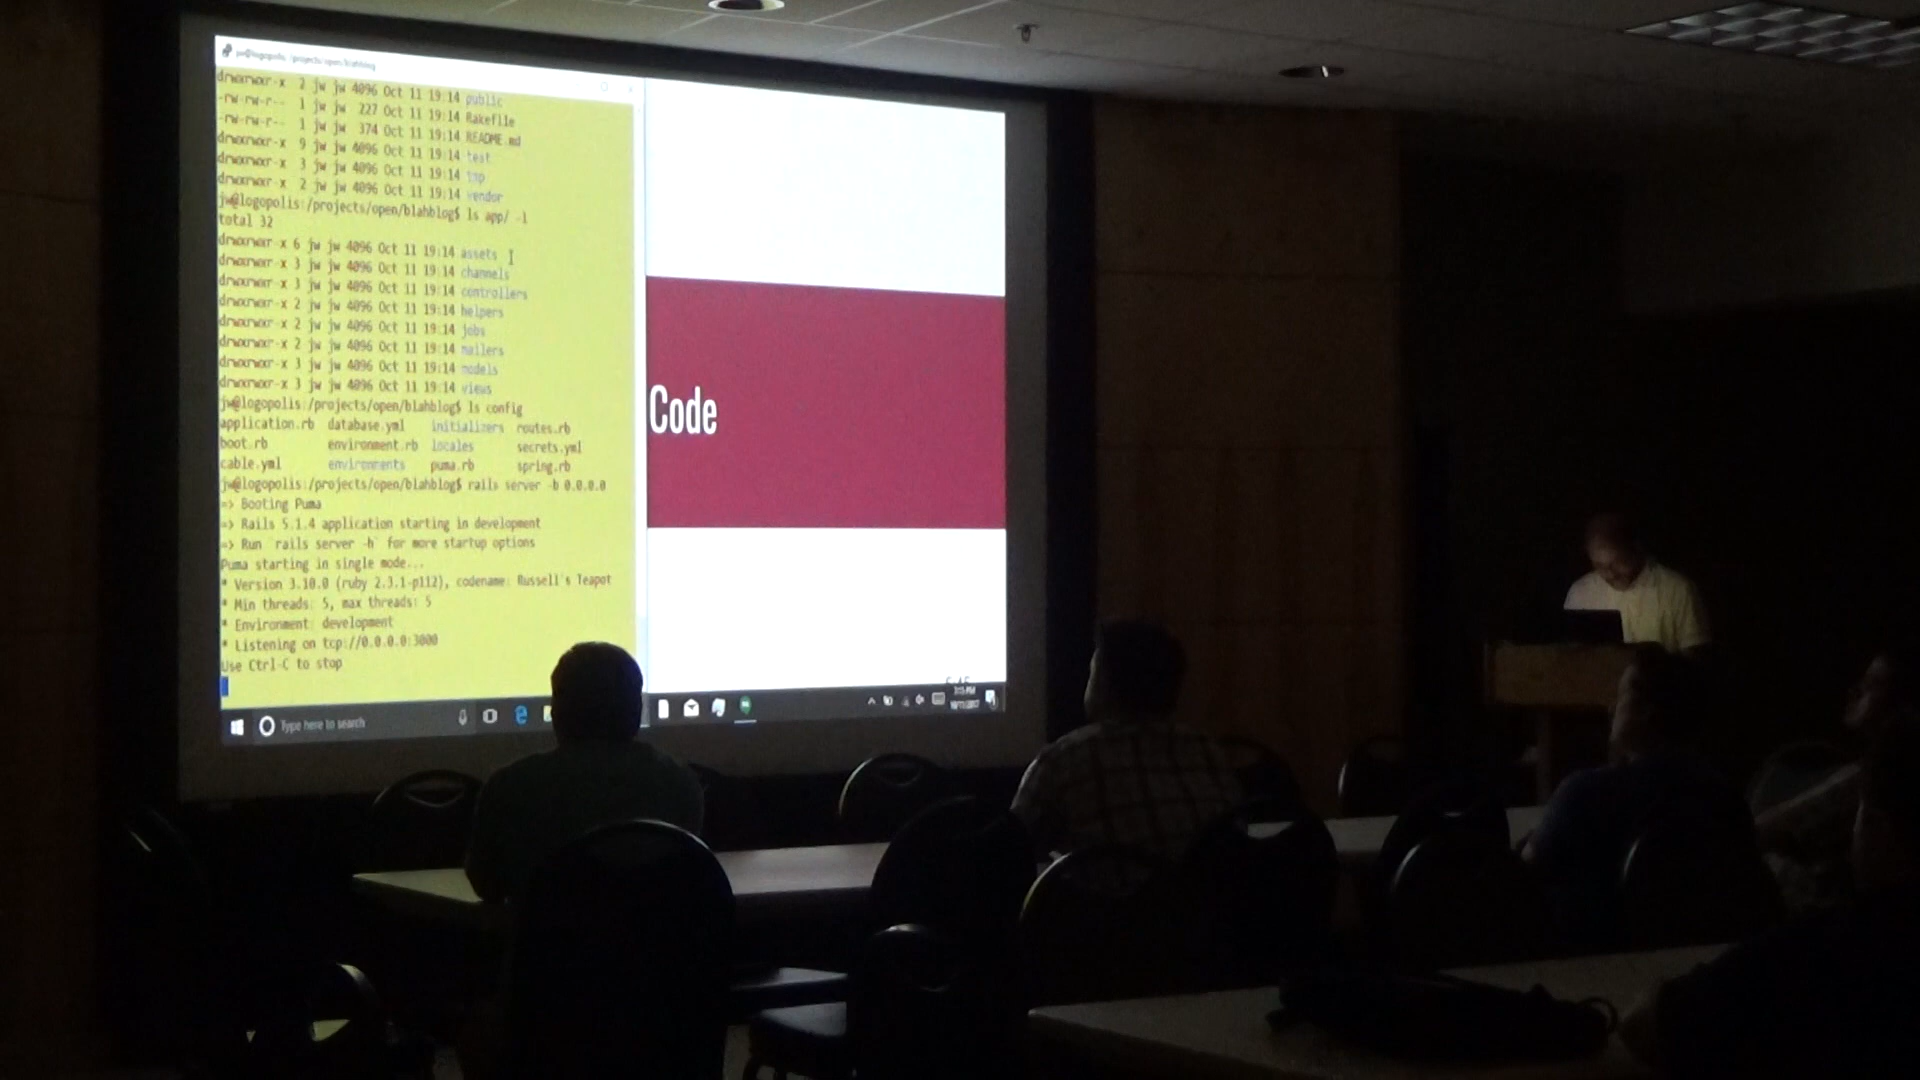 jw@logopolis: /projects/open/blahblog
drwxrwxr-x 2 jw jw 4096 Oct 11 19:14 public
-rw-rw-r-- 1 jw jw 227 Oct 11 19:14 Rakefile
-rw-rw-r-- 1 jw jw 374 Oct 11 19:14 README.md
drwxrwxr-x 9 jw jw 4096 Oct 11 19:14 test
drwxrwxr-x 3 jw jw 4096 Oct 11 19:14 tmp
drwxrwxr-x 2 jw jw 4096 Oct 11 19:14 vendor
jw@logopolis:/projects/open/blahblog$ ls app/ -l
total 32
drwxrwxr-x 6 jw jw 4096 Oct 11 19:14 assets
drwxrwxr-x 3 jw jw 4096 Oct 11 19:14 channels
drwxrwxr-x 3 jw jw 4096 Oct 11 19:14 controllers
drwxrwxr-x 2 jw jw 4096 Oct 11 19:14 helpers
drwxrwxr-x 2 jw jw 4096 Oct 11 19:14 jobs
drwxrwxr-x 2 jw jw 4096 Oct 11 19:14 mailers
drwxrwxr-x 3 jw jw 4096 Oct 11 19:14 models
drwxrwxr-x 3 jw jw 4096 Oct 11 19:14 views
jw@logopolis:/projects/open/blahblog$ ls config
application.rb database.yml initializers routes.rb
boot.rb environment.rb locales secrets.yml
cable.yml environments puma.rb spring.rb
jw@logopolis:/projects/open/blahblog$ rails server -b 0.0.0.0
=> Booting Puma
=> Rails 5.1.4 application starting in development
=> Run `rails server -h` for more startup options
Puma starting in single mode...
* Version 3.10.0 (ruby 2.3.1-p112), codename: Russell's Teapot
* Min threads: 5, max threads: 5
* Environment: development
* Listening on tcp://0.0.0.0:3000
Use Ctrl-C to stop
Code
Type here to search